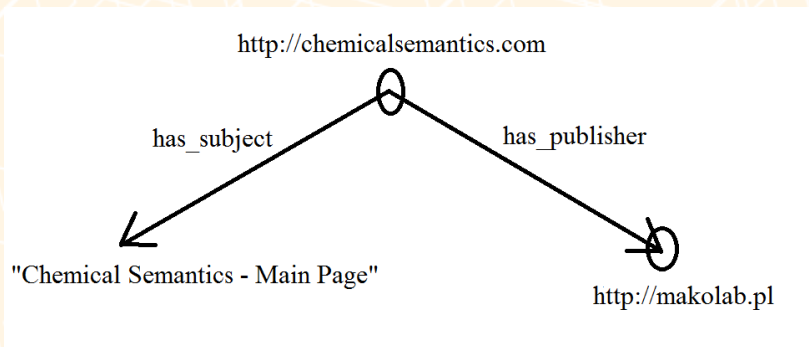 http://chemicalsemantics.com
has_subject
has_publisher
"Chemical Semantics - Main Page"
http://makolab.pl